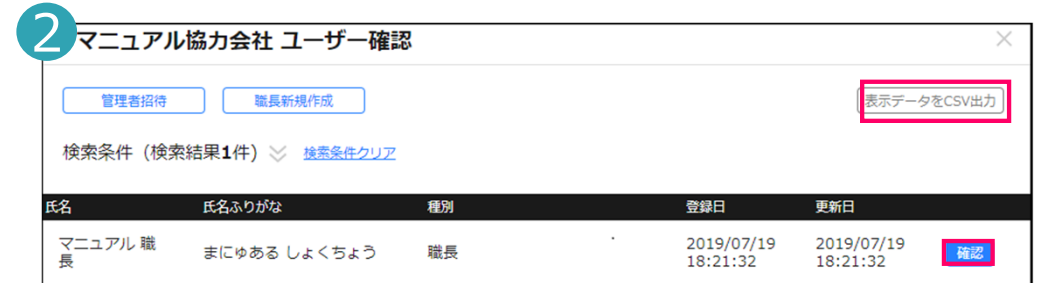 2
マニュアル協力会社 ユーザー確認
管理者招待 職長新規作成 表示データをCSV出力
検索条件（検索結果1件） 検索条件クリア
氏名 氏名ふりがな 種別 登録日 更新日
マニュアル 職長 まにゅある しょくちょう 職長 2019/07/19 18:21:32 2019/07/19 18:21:32 確認